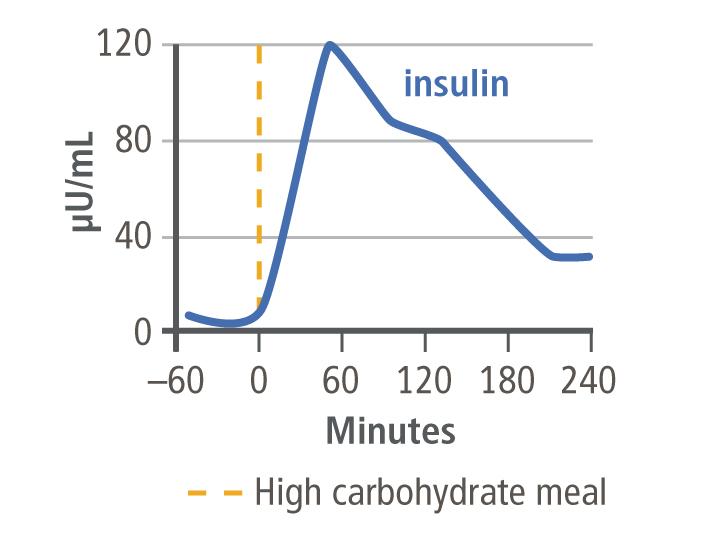 120
insulin
80
µU/mL
40
0
–60 0 60 120 180 240
Minutes
High carbohydrate meal